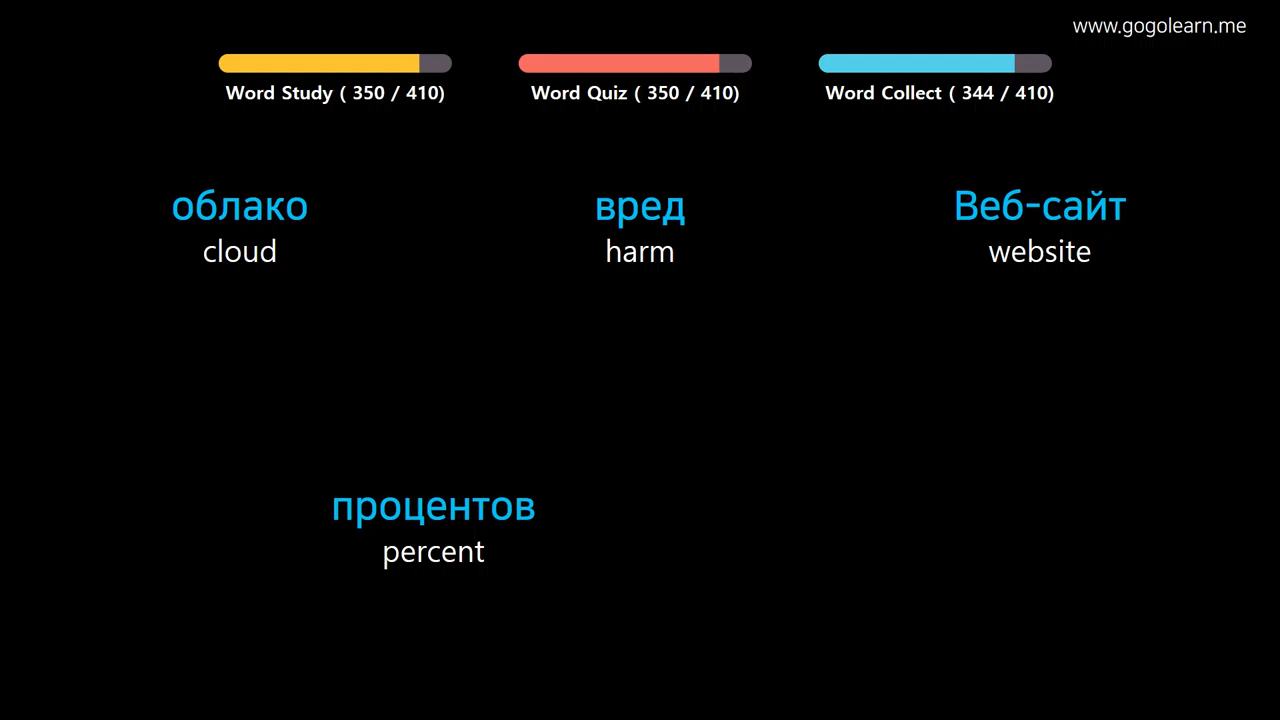 www.gogolearn.me
Word Study ( 350 / 410)
Word Quiz ( 350 / 410)
Word Collect ( 344 / 410)
облако
cloud
вред
harm
Веб-сайт
website
процентов
percent